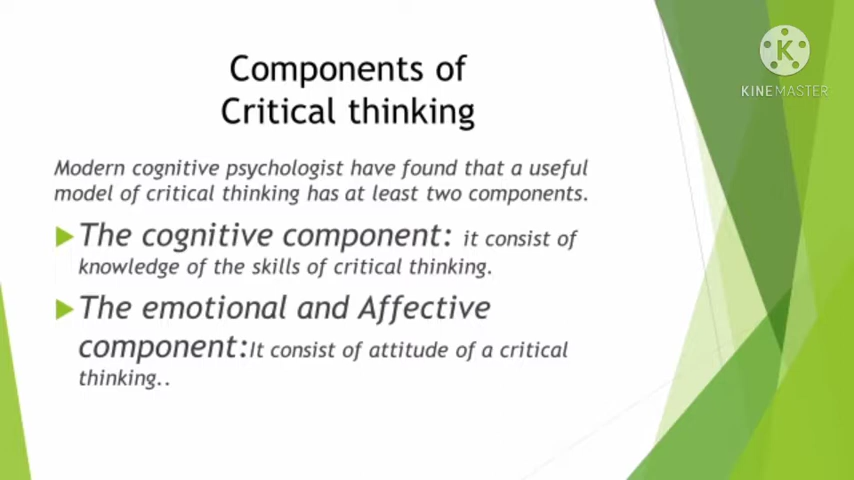 Components of
Critical thinking
KINEMASTER
Modern cognitive psychologist have found that a useful
model of critical thinking has at least two components.
The cognitive component: it consist of
knowledge of the skills of critical thinking.
The emotional and Affective
component:It consist of attitude of a critical
thinking..